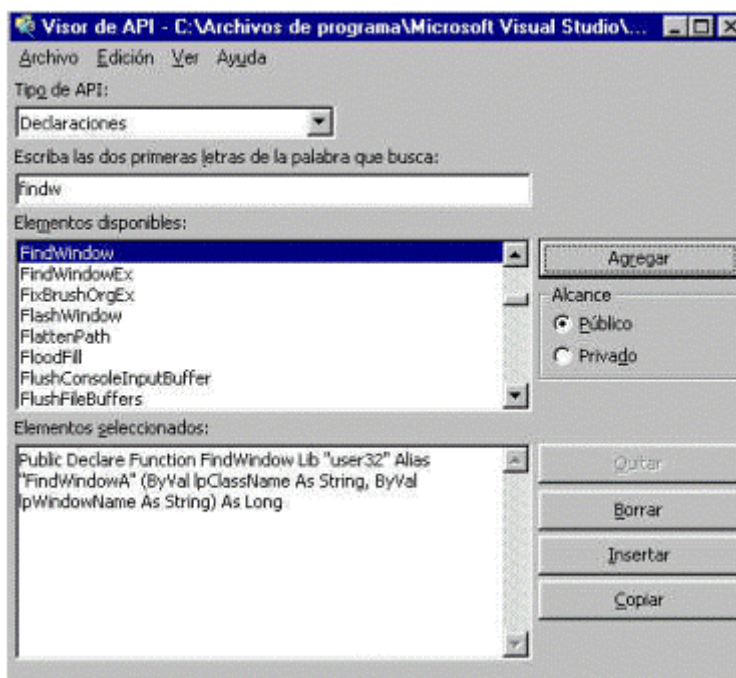 Visor de API - C:\Archivos de programa\Microsoft Visual Studio\...
Archivo Edición Ver Ayuda
Tipo de API:
Declaraciones
Escriba las dos primeras letras de la palabra que busca:
findw
Elementos disponibles:
FindWindow
FindWindowEx
FixBrushOrgEx
FlashWindow
FlattenPath
FloodFill
FlushConsoleInputBuffer
FlushFileBuffers
Agregar
Alcance
Público
Privado
Elementos seleccionados:
Public Declare Function FindWindow Lib "user32" Alias
"FindWindowA" (ByVal lpClassName As String, ByVal
lpWindowName As String) As Long
Quitar
Borrar
Insertar
Copiar